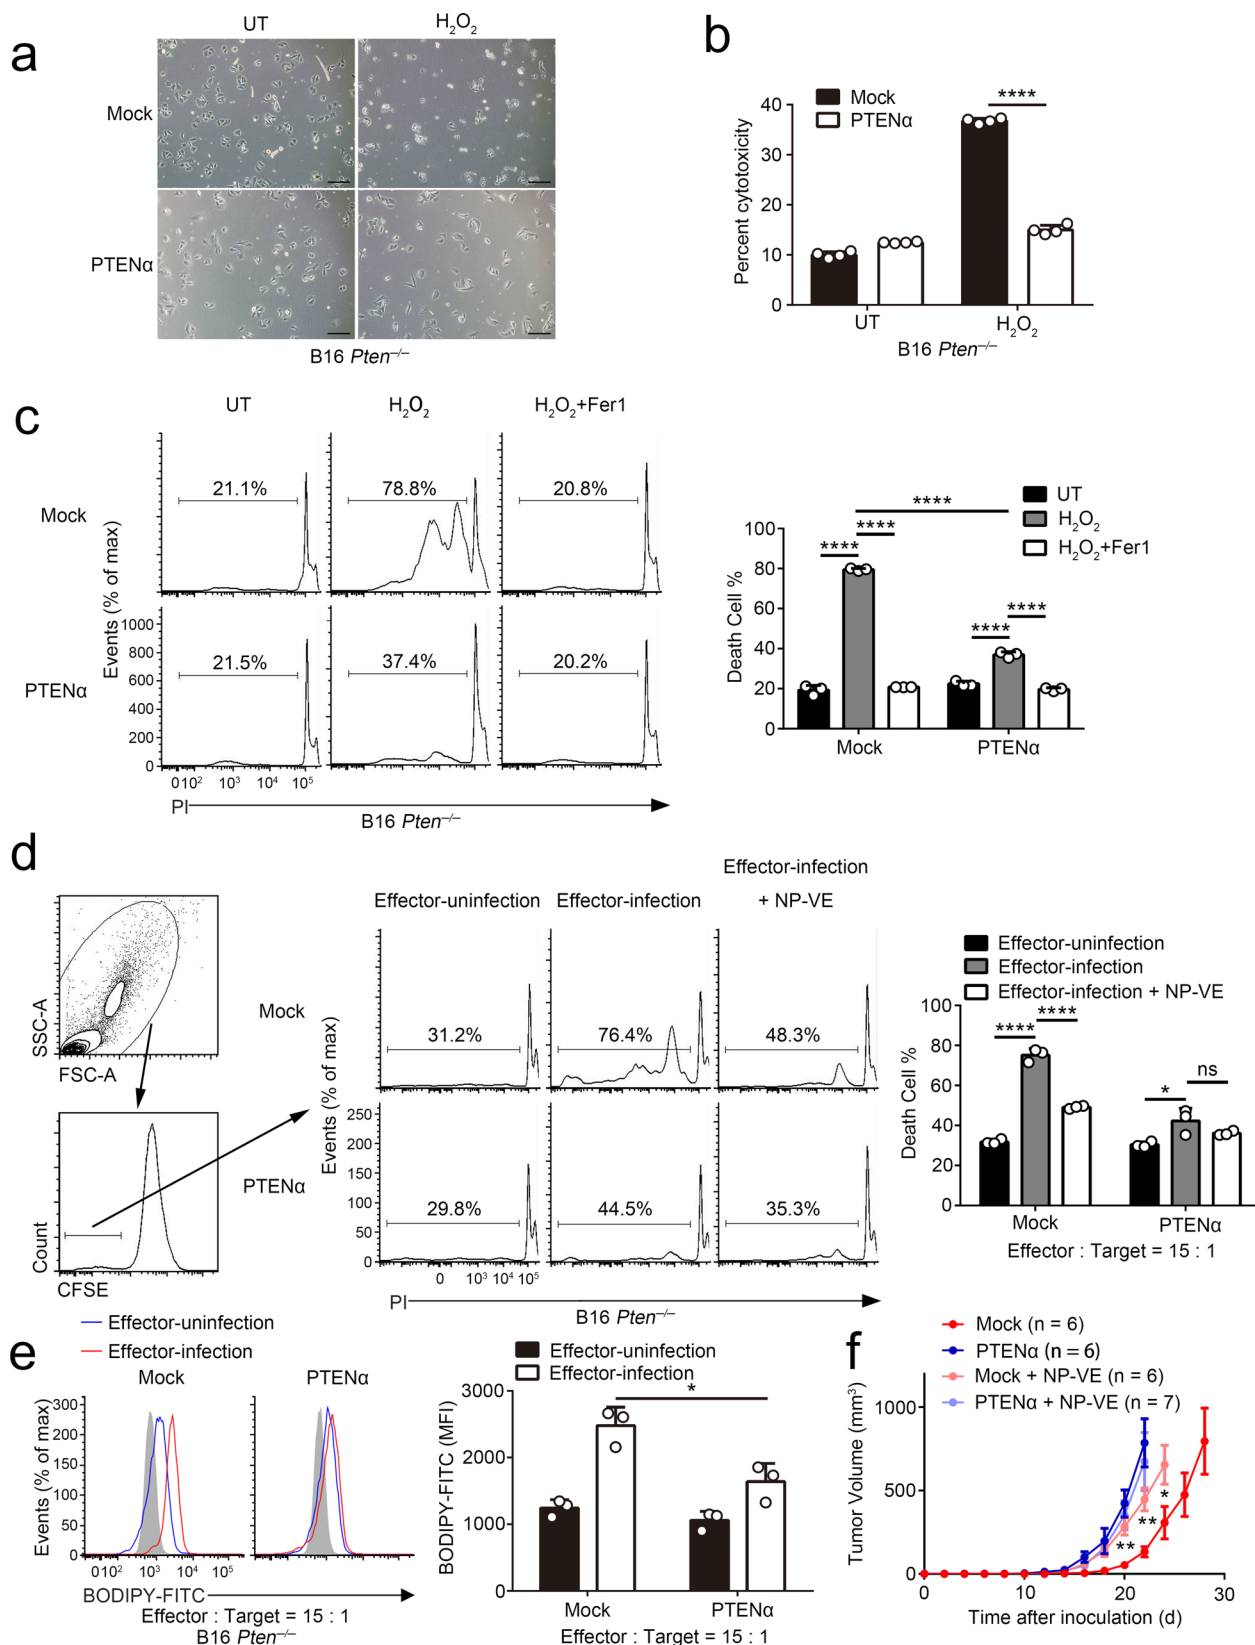 a
UT
H2O2
Mock
PTENα
B16 Pten–/–
b
Mock
PTENα
****
Percent cytotoxicity
40
30
20
10
0
UT
H2O2
B16 Pten–/–
c
UT
H2O2
H2O2+Fer1
Mock
21.1%
78.8%
20.8%
PTENα
21.5%
37.4%
20.2%
Events (% of max)
1000
800
600
400
200
0
0 10² 10³ 10⁴ 10⁵
PI
B16 Pten–/–
UT
H2O2
H2O2+Fer1
****
****
****
****
****
Death Cell %
100
80
60
40
20
0
Mock
PTENα
d
SSC-A
FSC-A
Count
CFSE
Effector-uninfection
Effector-infection
Effector-infection
+ NP-VE
Mock
31.2%
76.4%
48.3%
PTENα
29.8%
44.5%
35.3%
Events (% of max)
250
200
150
100
50
0
0 10³ 10⁴ 10⁵
PI
B16 Pten–/–
Effector-uninfection
Effector-infection
Effector-infection + NP-VE
****
****
*
ns
Death Cell %
100
80
60
40
20
0
Mock
PTENα
Effector : Target = 15 : 1
e
Effector-uninfection
Effector-infection
Mock
PTENα
Events (% of max)
300
250
200
150
100
50
0
0 10² 10³ 10⁴ 10⁵
0 10² 10³ 10⁴ 10⁵
BODIPY-FITC
Effector : Target = 15 : 1
B16 Pten–/–
Effector-uninfection
Effector-infection
*
BODIPY-FITC (MFI)
3000
2000
1000
0
Mock
PTENα
Effector : Target = 15 : 1
f
Mock (n = 6)
PTENα (n = 6)
Mock + NP-VE (n = 6)
PTENα + NP-VE (n = 7)
Tumor Volume (mm³)
1000
500
0
**
**
*
0 10 20 30
Time after inoculation (d)